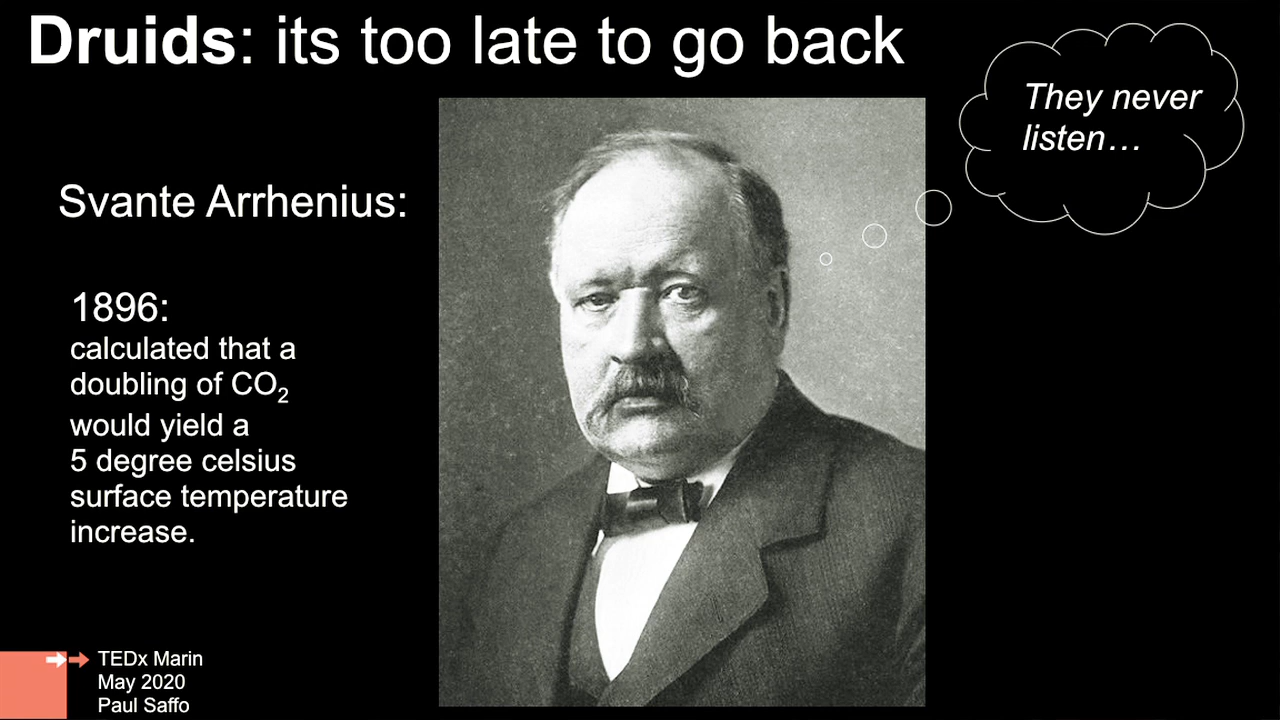 Druids: its too late to go back
They never
listen…
Svante Arrhenius:
1896:
calculated that a
doubling of CO₂
would yield a
5 degree celsius
surface temperature
increase.
TEDx Marin
May 2020
Paul Saffo